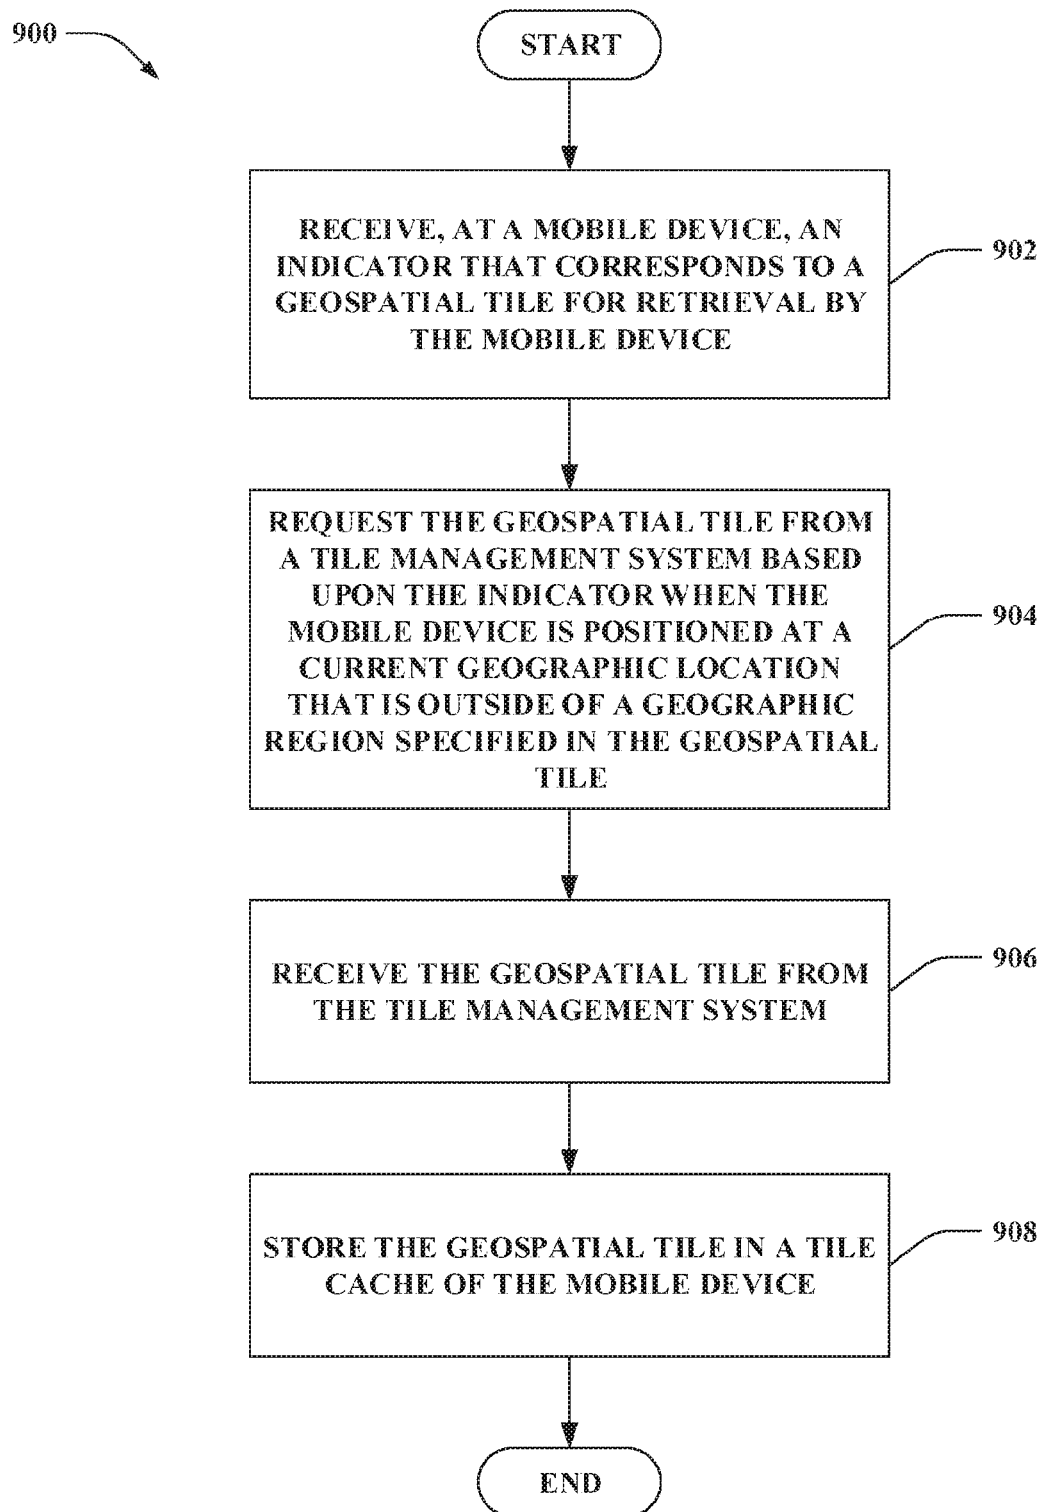 900
START
RECEIVE, AT A MOBILE DEVICE, AN
INDICATOR THAT CORRESPONDS TO A
GEOSPATIAL TILE FOR RETRIEVAL BY
THE MOBILE DEVICE
902
REQUEST THE GEOSPATIAL TILE FROM
A TILE MANAGEMENT SYSTEM BASED
UPON THE INDICATOR WHEN THE
MOBILE DEVICE IS POSITIONED AT A
CURRENT GEOGRAPHIC LOCATION
THAT IS OUTSIDE OF A GEOGRAPHIC
REGION SPECIFIED IN THE GEOSPATIAL
TILE
904
RECEIVE THE GEOSPATIAL TILE FROM
THE TILE MANAGEMENT SYSTEM
906
STORE THE GEOSPATIAL TILE IN A TILE
CACHE OF THE MOBILE DEVICE
908
END